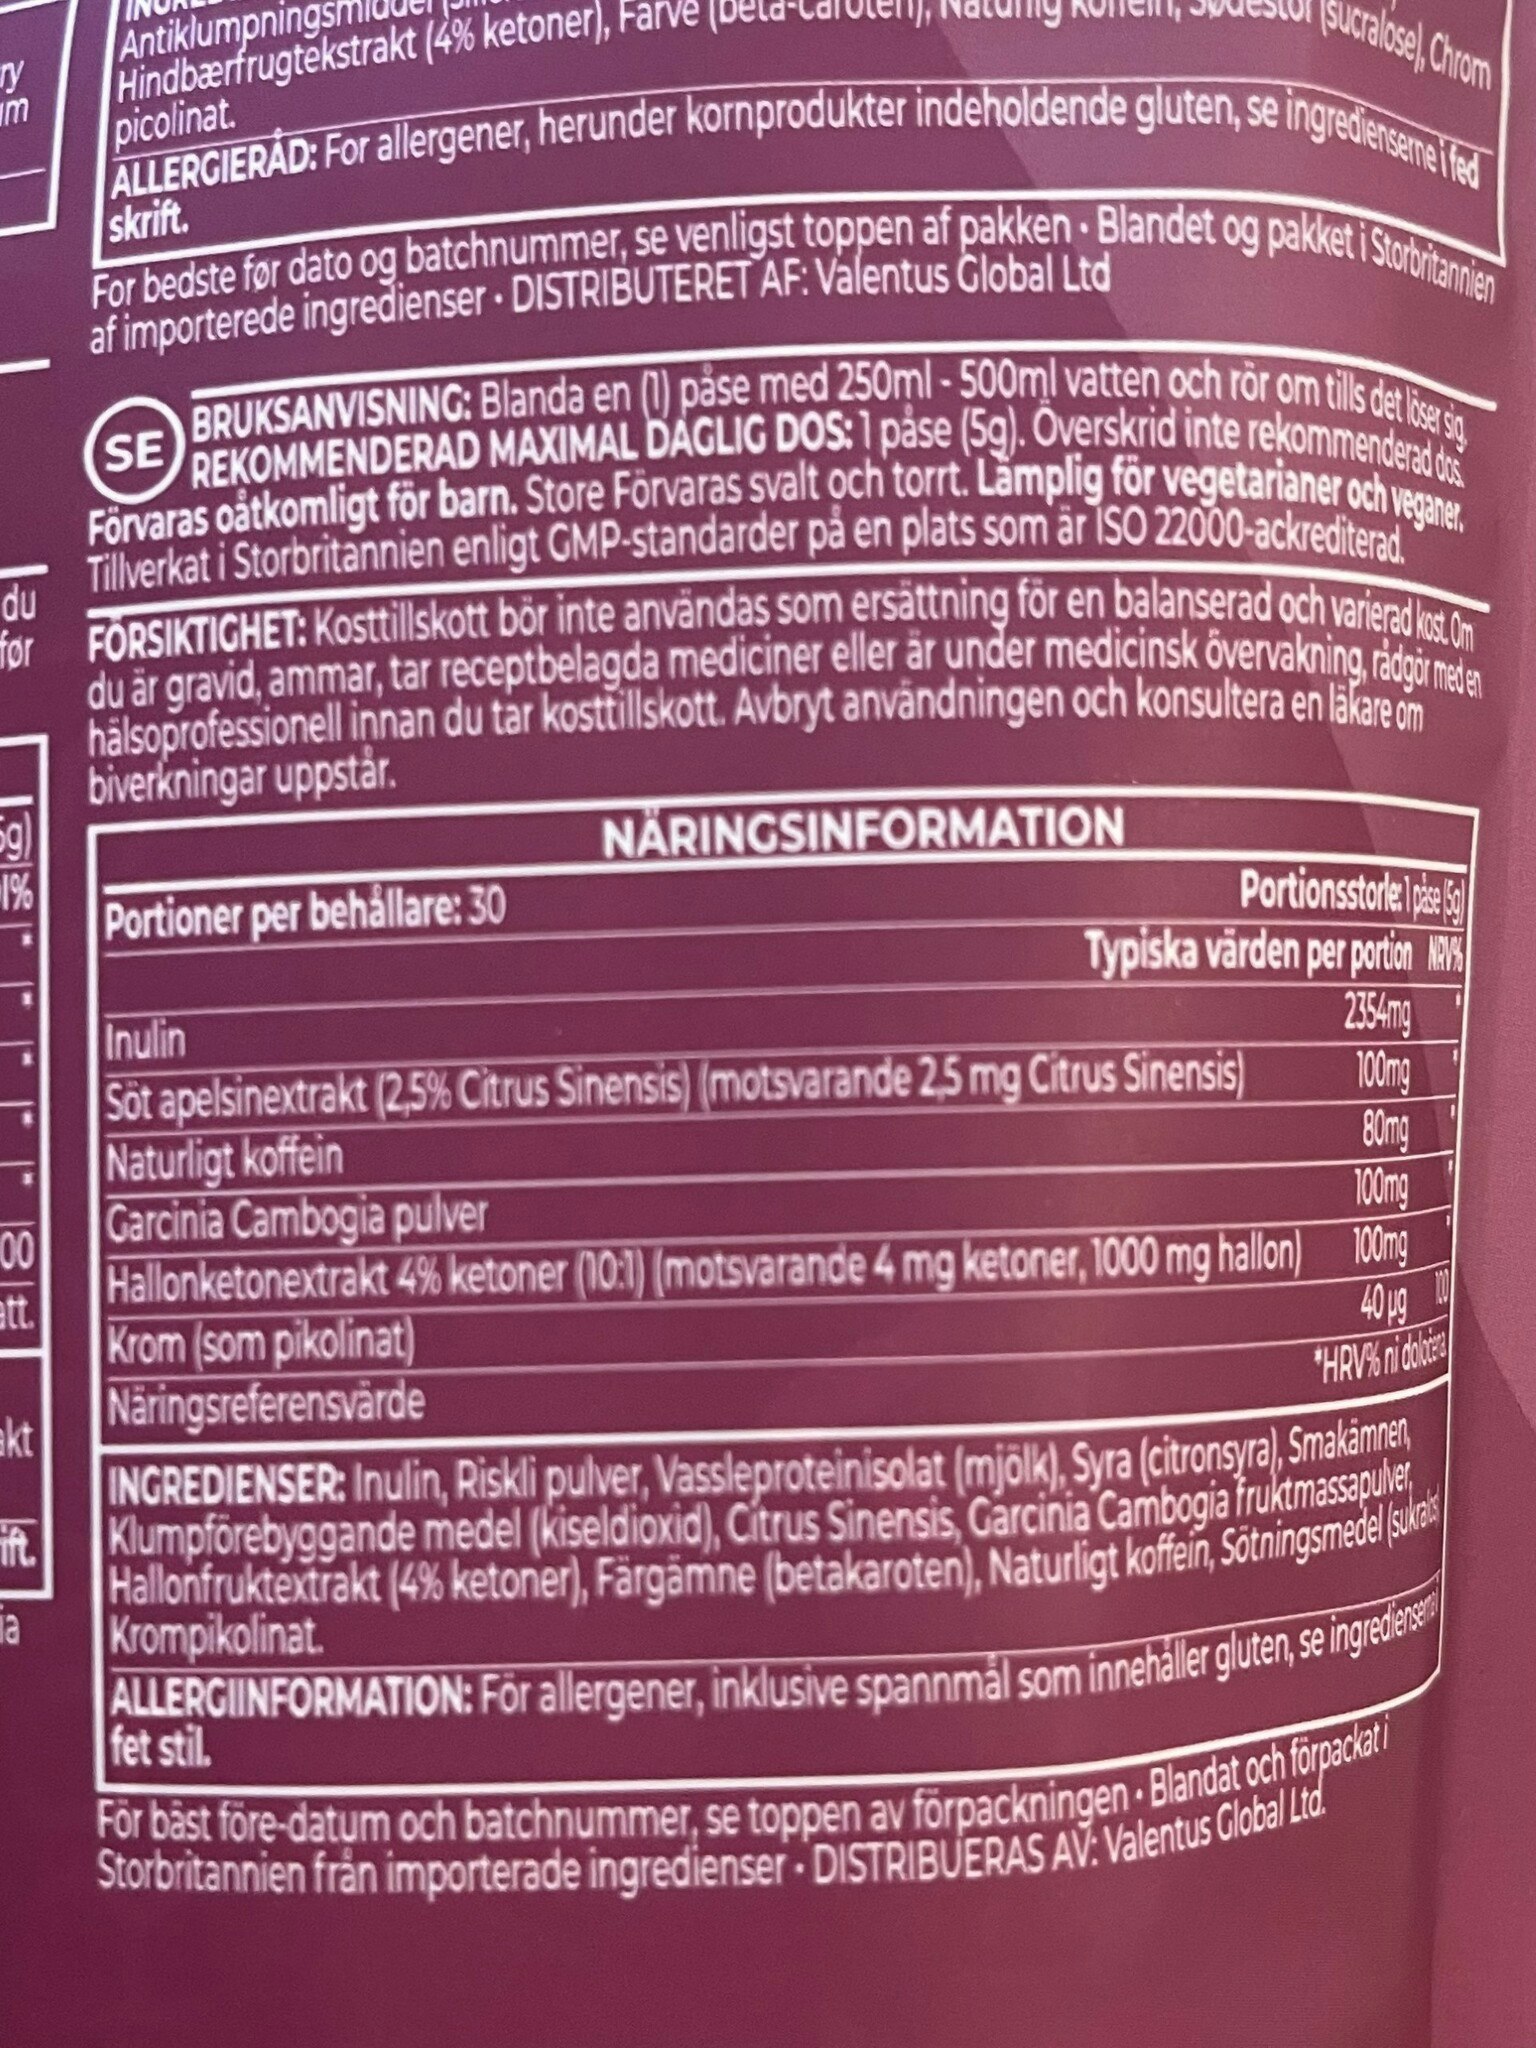 Antiklumpningsmiddel
Hindbærfrugtekstrakt (4% ketoner), Farve (beta-caroten), Naturlig koffein, Sødestof (sucralose), Chrom
picolinat.
ALLERGIERÅD: For allergener, herunder kornprodukter indeholdende gluten, se ingredienserne i fed
skrift.
For bedste før dato og batchnummer, se venligst toppen af pakken • Blandet og pakket i Storbritannien
af importerede ingredienser • DISTRIBUTERET AF: Valentus Global Ltd
SE
BRUKSANVISNING: Blanda en (1) påse med 250ml - 500ml vatten och rör om tills det löser sig.
REKOMMENDERAD MAXIMAL DAGLIG DOS: 1 påse (5g). Överskrid inte rekommenderad dos.
Förvaras oåtkomligt för barn. Store Förvaras svalt och torrt. Lämplig för vegetarianer och veganer.
Tillverkat i Storbritannien enligt GMP-standarder på en plats som är ISO 22000-ackrediterad.
FÖRSIKTIGHET: Kosttillskott bör inte användas som ersättning för en balanserad och varierad kost. Om
du är gravid, ammar, tar receptbelagda mediciner eller är under medicinsk övervakning, rådgör med en
hälsoprofessionell innan du tar kosttillskott. Avbryt användningen och konsultera en läkare om
biverkningar uppstår.
NÄRINGSINFORMATION
Portioner per behållare: 30 Portionsstorle: 1 påse (5g)
Typiska värden per portion NRV%
Inulin 2354mg *
Söt apelsinextrakt (2,5% Citrus Sinensis) (motsvarande 2,5 mg Citrus Sinensis) 100mg *
Naturligt koffein 80mg *
Garcinia Cambogia pulver 100mg *
Hallonketonextrakt 4% ketoner (10:1) (motsvarande 4 mg ketoner, 1000 mg hallon) 100mg *
Krom (som pikolinat) 40 µg 100
Näringsreferensvärde *HRV% ni določena.
INGREDIENSER: Inulin, Riskli pulver, Vassleproteinisolat (mjölk), Syra (citronsyra), Smakämnen,
Klumpförebyggande medel (kiseldioxid), Citrus Sinensis, Garcinia Cambogia fruktmassapulver,
Hallonfruktextrakt (4% ketoner), Färgämne (betakaroten), Naturligt koffein, Sötningsmedel (sukralos)
Krompikolinat.
ALLERGIINFORMATION: För allergener, inklusive spannmål som innehåller gluten, se ingredienserna i
fet stil.
För bäst före-datum och batchnummer, se toppen av förpackningen • Blandat och förpackat i
Storbritannien från importerade ingredienser • DISTRIBUERAS AV: Valentus Global Ltd.